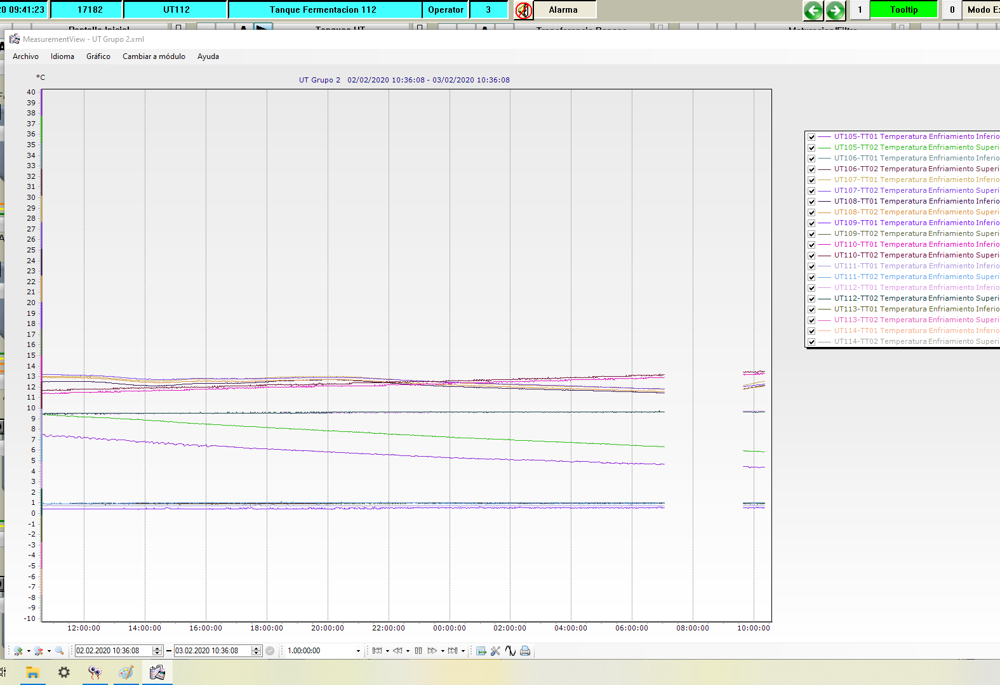 0 09:41:23 17182 UT112 Tanque Fermentacion 112 Operator 3 Alarma 1 Tooltip 0 Modo E
MeasurementView - UT Grupo 2.xml
Archivo Idioma Gráfico Cambiar a módulo Ayuda
°C
UT Grupo 2 02/02/2020 10:36:08 - 03/02/2020 10:36:08
40
39
38
37
36
35
34
33
32
31
30
29
28
27
26
25
24
23
22
21
20
19
18
17
16
15
14
13
12
11
10
9
8
7
6
5
4
3
2
1
0
-1
-2
-3
-4
-5
-6
-7
-8
-9
-10
12:00:00 14:00:00 16:00:00 18:00:00 20:00:00 22:00:00 00:00:00 02:00:00 04:00:00 06:00:00 08:00:00 10:00:00
UT105-TT01 Temperatura Enfriamiento Inferio
UT105-TT02 Temperatura Enfriamiento Superi
UT106-TT01 Temperatura Enfriamiento Inferio
UT106-TT02 Temperatura Enfriamiento Superi
UT107-TT01 Temperatura Enfriamiento Inferio
UT107-TT02 Temperatura Enfriamiento Superi
UT108-TT01 Temperatura Enfriamiento Inferio
UT108-TT02 Temperatura Enfriamiento Superi
UT109-TT01 Temperatura Enfriamiento Inferio
UT109-TT02 Temperatura Enfriamiento Superi
UT110-TT01 Temperatura Enfriamiento Inferio
UT110-TT02 Temperatura Enfriamiento Superi
UT111-TT01 Temperatura Enfriamiento Inferio
UT111-TT02 Temperatura Enfriamiento Superi
UT112-TT01 Temperatura Enfriamiento Inferio
UT112-TT02 Temperatura Enfriamiento Superi
UT113-TT01 Temperatura Enfriamiento Inferio
UT113-TT02 Temperatura Enfriamiento Superi
UT114-TT01 Temperatura Enfriamiento Inferio
UT114-TT02 Temperatura Enfriamiento Superi
02.02.2020 10:36:08 – 03.02.2020 10:36:08 1.00:00:00